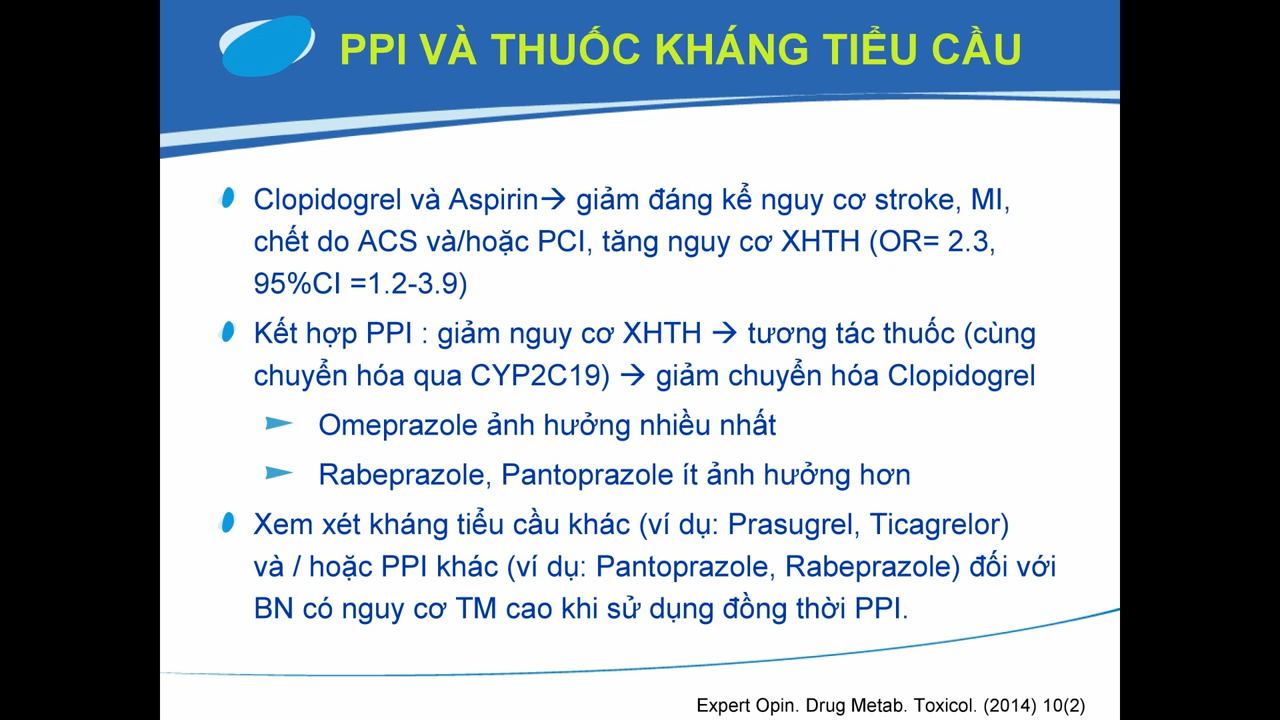 PPI VÀ THUỐC KHÁNG TIỂU CẦU
Clopidogrel và Aspirin→ giảm đáng kể nguy cơ stroke, MI,
chết do ACS và/hoặc PCI, tăng nguy cơ XHTH (OR= 2.3,
95%CI =1.2-3.9)
Kết hợp PPI : giảm nguy cơ XHTH → tương tác thuốc (cùng
chuyển hóa qua CYP2C19) → giảm chuyển hóa Clopidogrel
Omeprazole ảnh hưởng nhiều nhất
Rabeprazole, Pantoprazole ít ảnh hưởng hơn
Xem xét kháng tiểu cầu khác (ví dụ: Prasugrel, Ticagrelor)
và / hoặc PPI khác (ví dụ: Pantoprazole, Rabeprazole) đối với
BN có nguy cơ TM cao khi sử dụng đồng thời PPI.
Expert Opin. Drug Metab. Toxicol. (2014) 10(2)